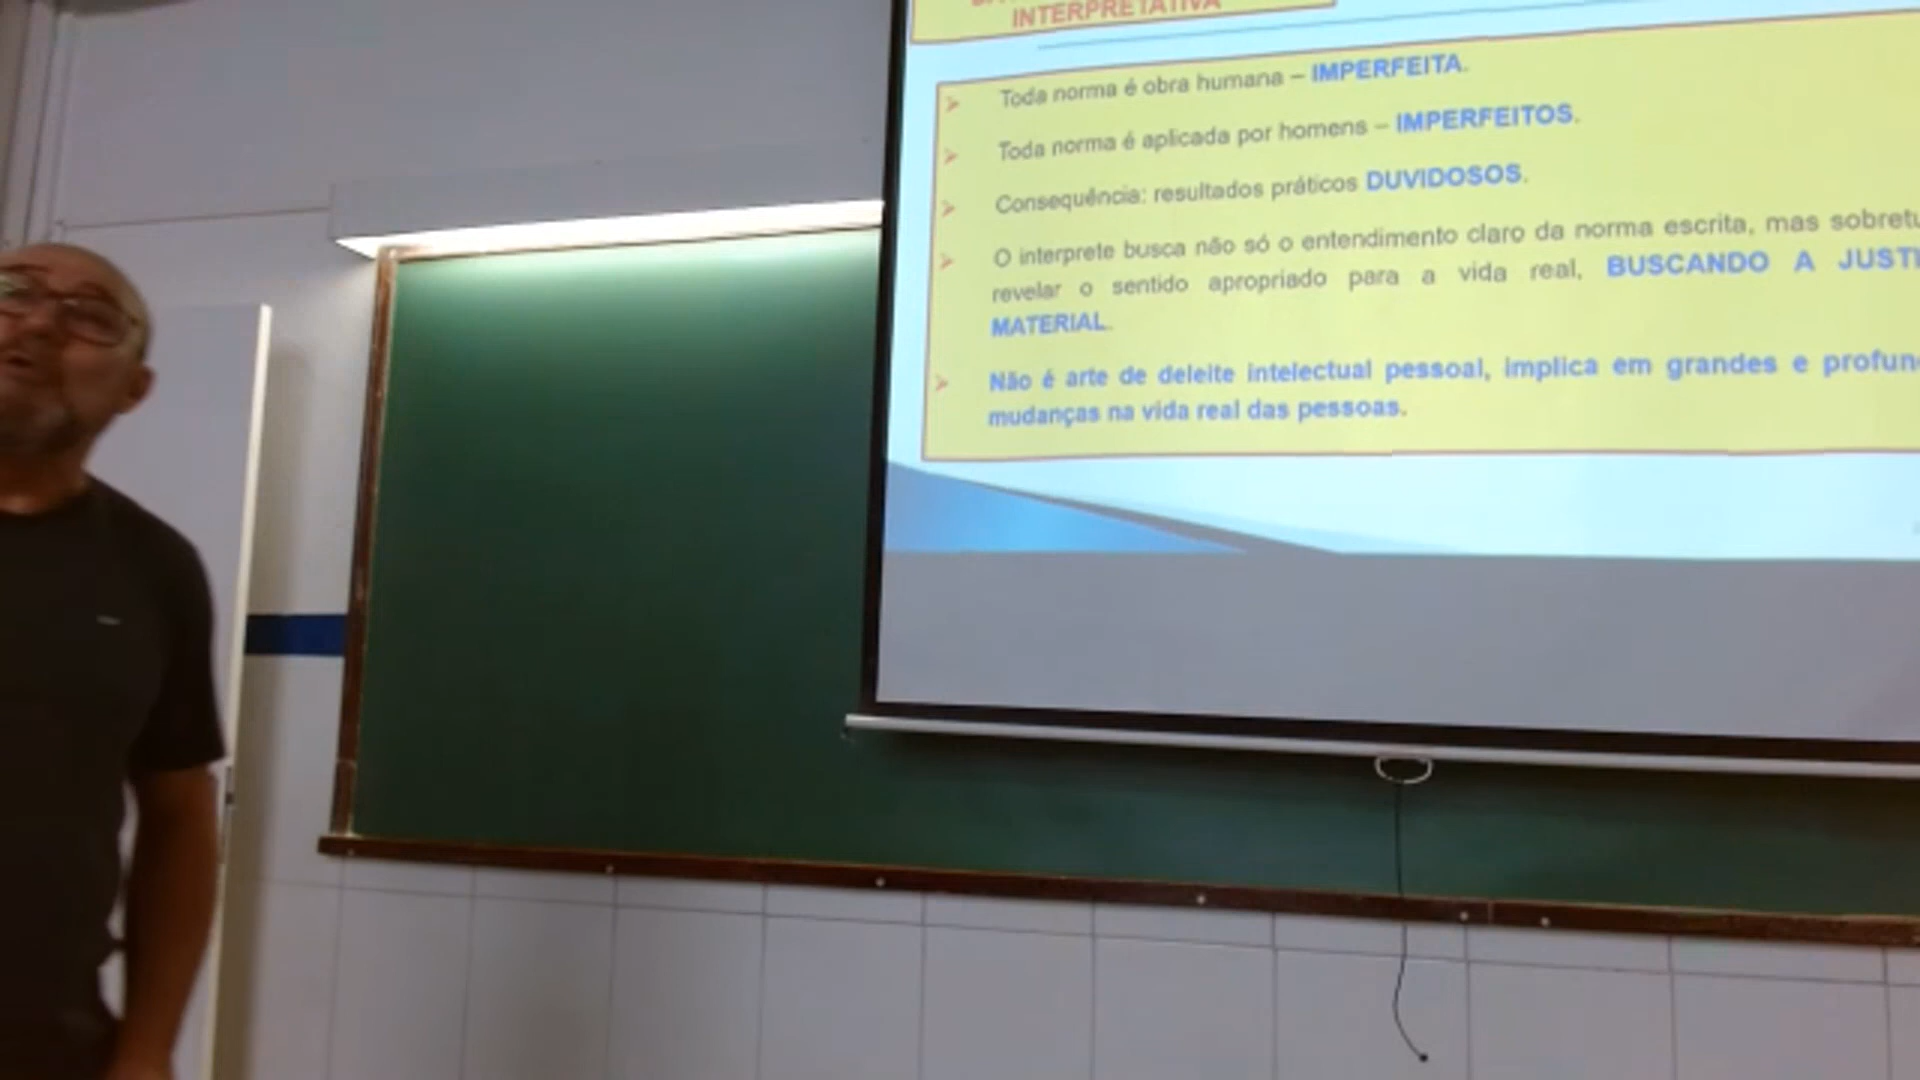 INTERPRETATIVA
Toda norma é obra humana – IMPERFEITA.
Toda norma é aplicada por homens – IMPERFEITOS.
Consequência: resultados práticos DUVIDOSOS.
O interprete busca não só o entendimento claro da norma escrita, mas
revelar o sentido apropriado para a vida real, BUSCANDO A
MATERIAL.
Não é arte de deleite intelectual pessoal, implica em grandes e
mudanças na vida real das pessoas.